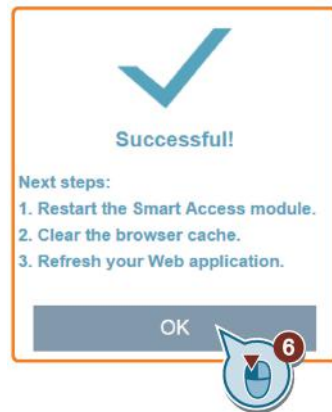 Successful!
Next steps:
1. Restart the Smart Access module.
2. Clear the browser cache.
3. Refresh your Web application.
OK
6